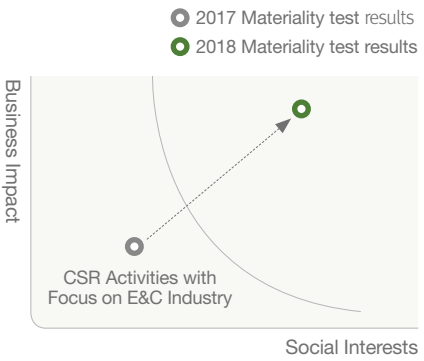 2017 Materiality test results
2018 Materiality test results
Business Impact
CSR Activities with
Focus on E&C Industry
Social Interests